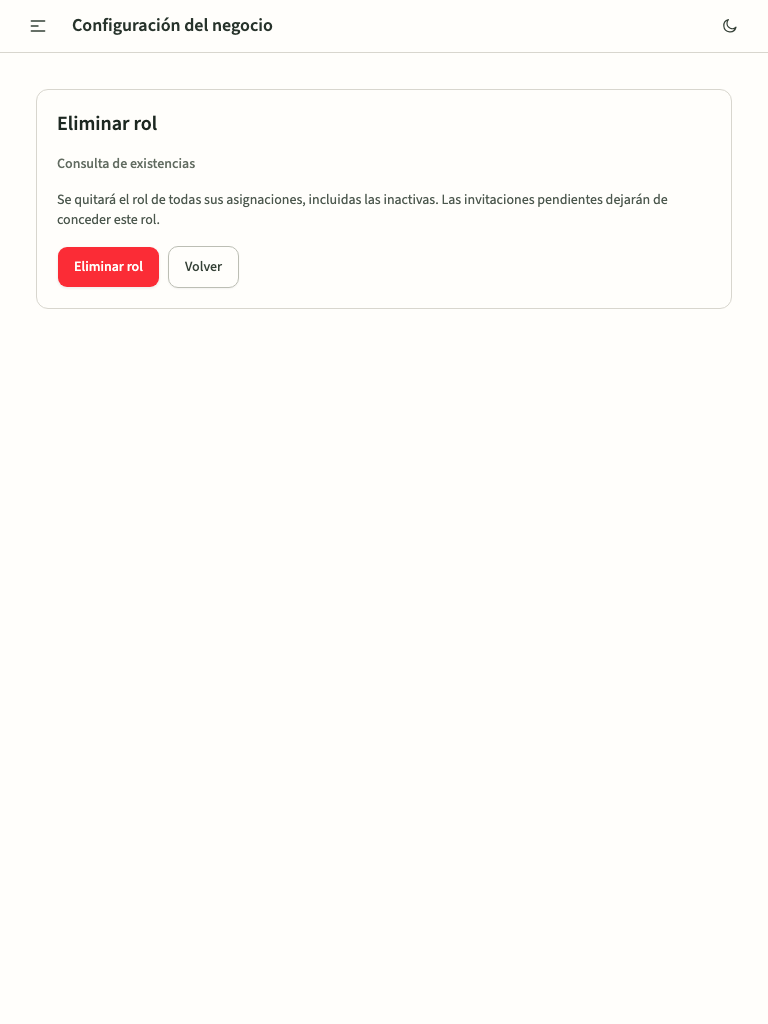 Configuración del negocio
Eliminar rol
Consulta de existencias
Se quitará el rol de todas sus asignaciones, incluidas las inactivas. Las invitaciones pendientes dejarán de
conceder este rol.
Eliminar rol
Volver